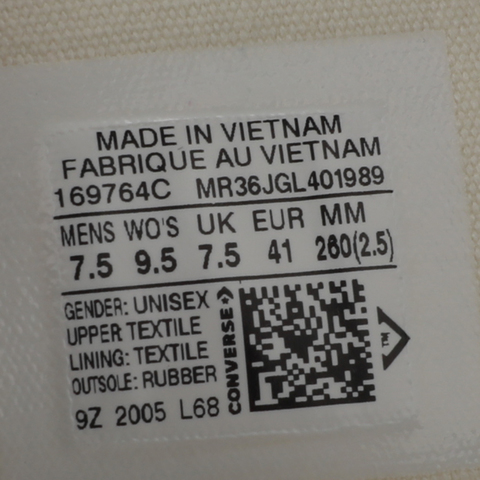 MADE IN VIETNAM
FABRIQUE AU VIETNAM
169764C MR36JGL401989
MENS WO'S UK EUR MM
7.5 9.5 7.5 41 260(2.5)
GENDER: UNISEX
UPPER TEXTILE
LINING: TEXTILE
OUTSOLE: RUBBER
9Z 2005 L68
CONVERSE
TM